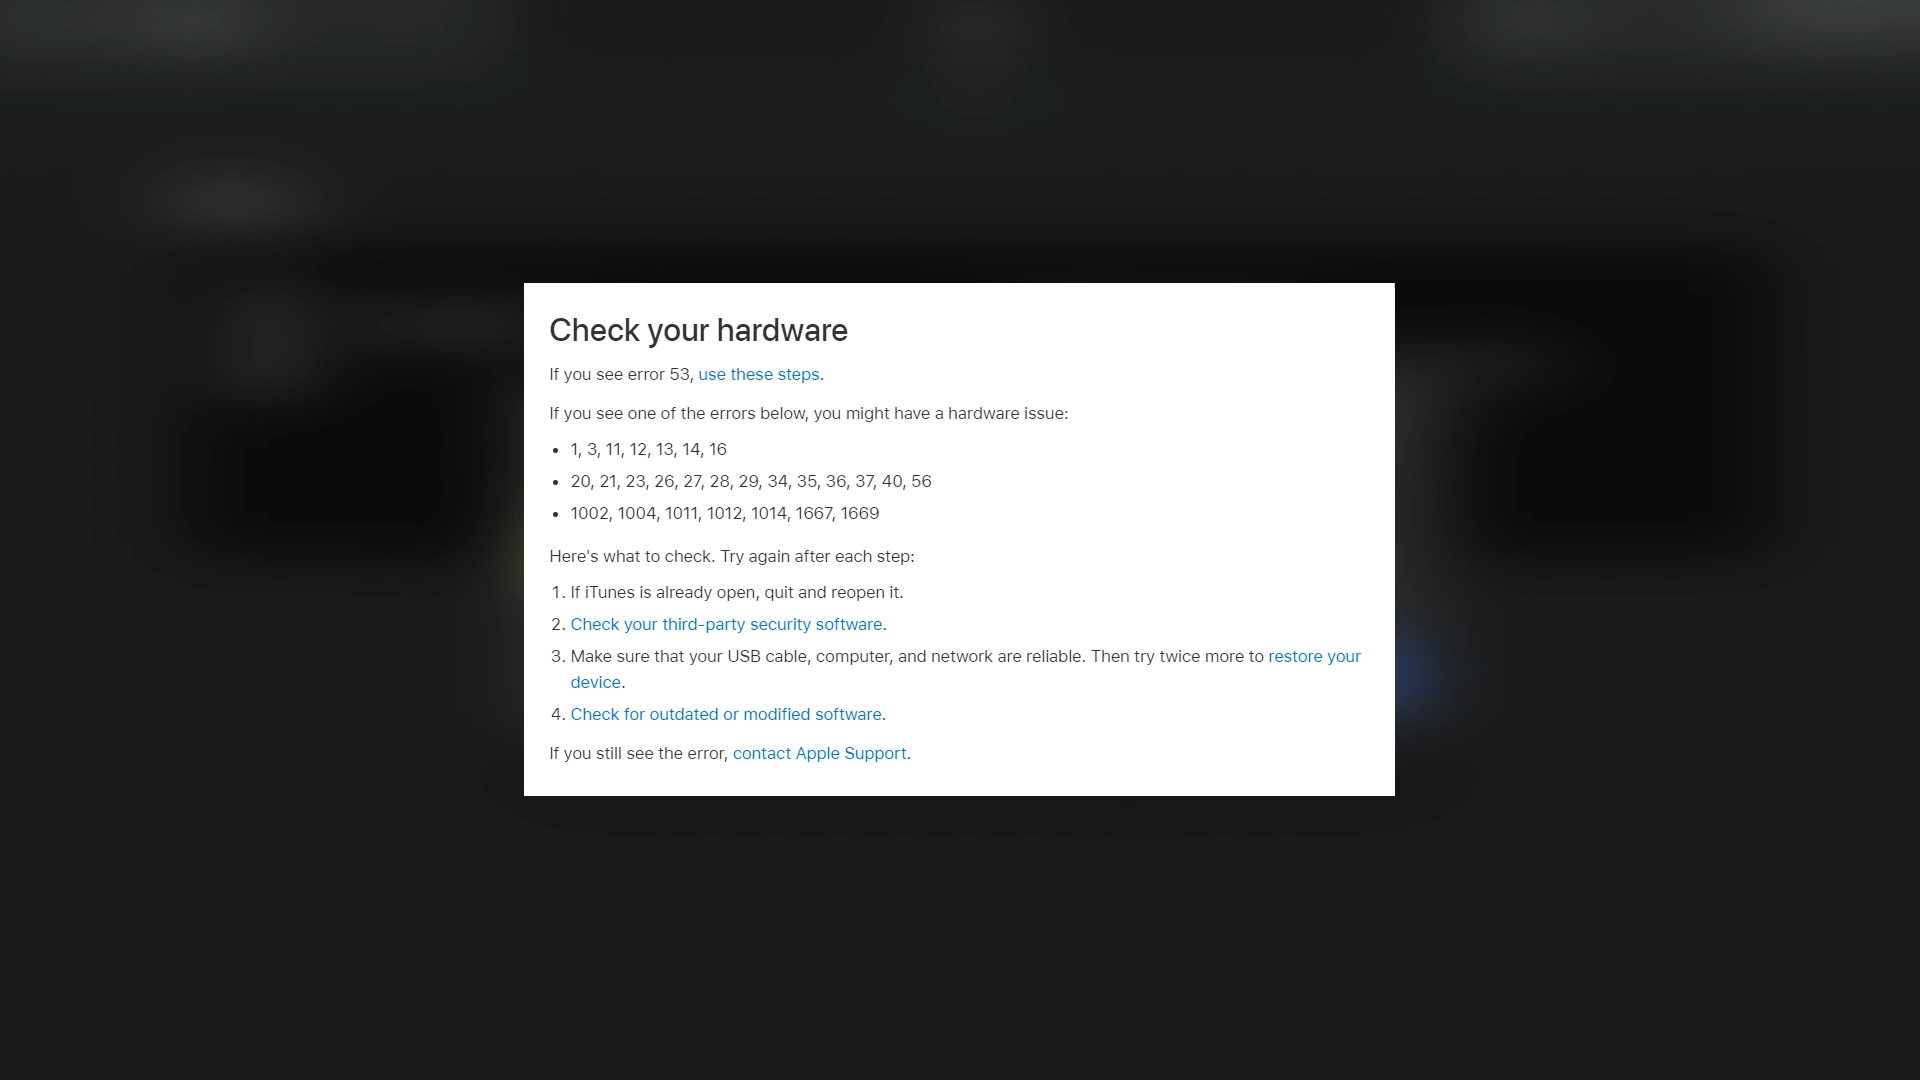 Check your hardware
If you see error 53, use these steps.
If you see one of the errors below, you might have a hardware issue:
• 1, 3, 11, 12, 13, 14, 16
• 20, 21, 23, 26, 27, 28, 29, 34, 35, 36, 37, 40, 56
• 1002, 1004, 1011, 1012, 1014, 1667, 1669
Here's what to check. Try again after each step:
1. If iTunes is already open, quit and reopen it.
2. Check your third-party security software.
3. Make sure that your USB cable, computer, and network are reliable. Then try twice more to restore your
device.
4. Check for outdated or modified software.
If you still see the error, contact Apple Support.